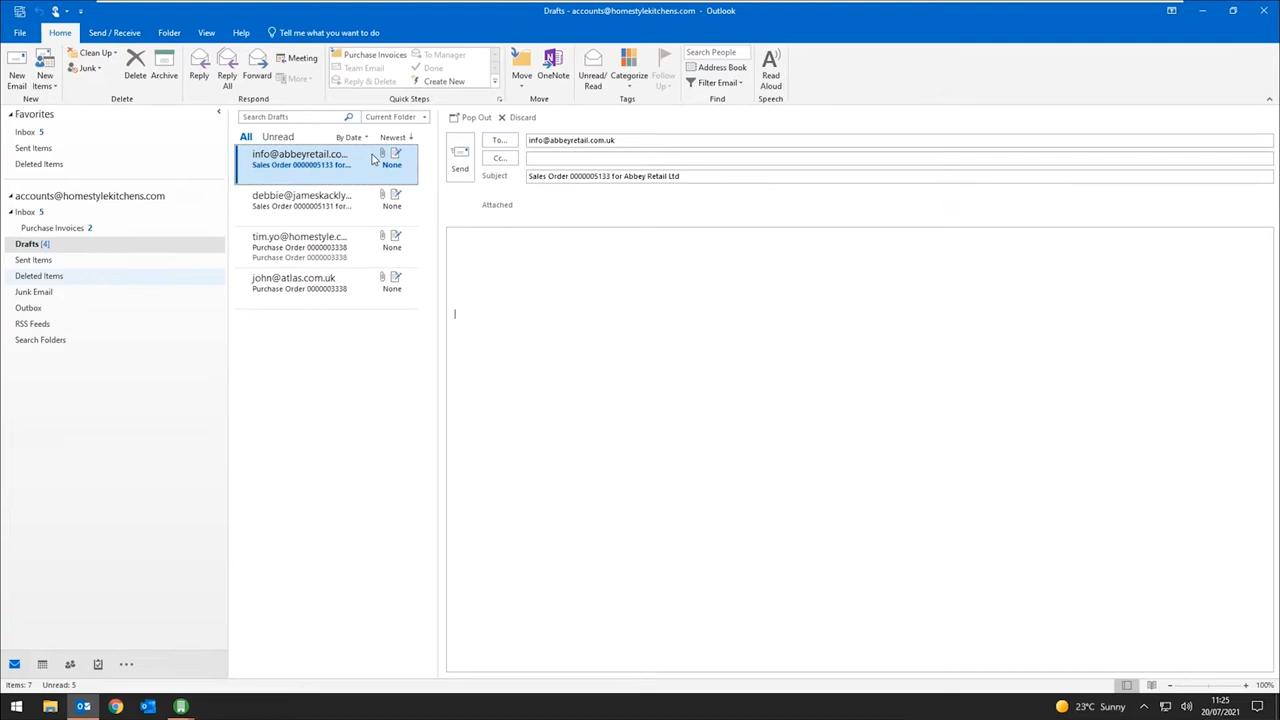 Drafts - accounts@homestylekitchens.com - Outlook
File Home Send / Receive Folder View Help Tell me what you want to do
New Email
New Items
Clean Up
Junk
Delete
Archive
Reply
Reply All
Forward
Meeting
More
Purchase Invoices
Team Email
Reply & Delete
To Manager
Done
Create New
Move
OneNote
Unread/ Read
Categorize
Follow Up
Search People
Address Book
Filter Email
Read Aloud
New Delete Respond Quick Steps Move Tags Find Speech
Favorites
Inbox 5
Sent Items
Deleted Items
accounts@homestylekitchens.com
Inbox 5
Purchase Invoices 2
Drafts [4]
Sent Items
Deleted Items
Junk Email
Outbox
RSS Feeds
Search Folders
Search Drafts Current Folder
All Unread By Date Newest ↓
info@abbeyretail.co...
Sales Order 0000005133 for... None
debbie@jameskackly...
Sales Order 0000005131 for... None
tim.yo@homestyle.c...
Purchase Order 0000003338 None
Purchase Order 0000003338
john@atlas.com.uk
Purchase Order 0000003338 None
Pop Out Discard
Send
To... info@abbeyretail.com.uk
Cc...
Subject Sales Order 0000005133 for Abbey Retail Ltd
Attached
Items: 7 Unread: 5
100%
23°C Sunny
11:25
20/07/2021